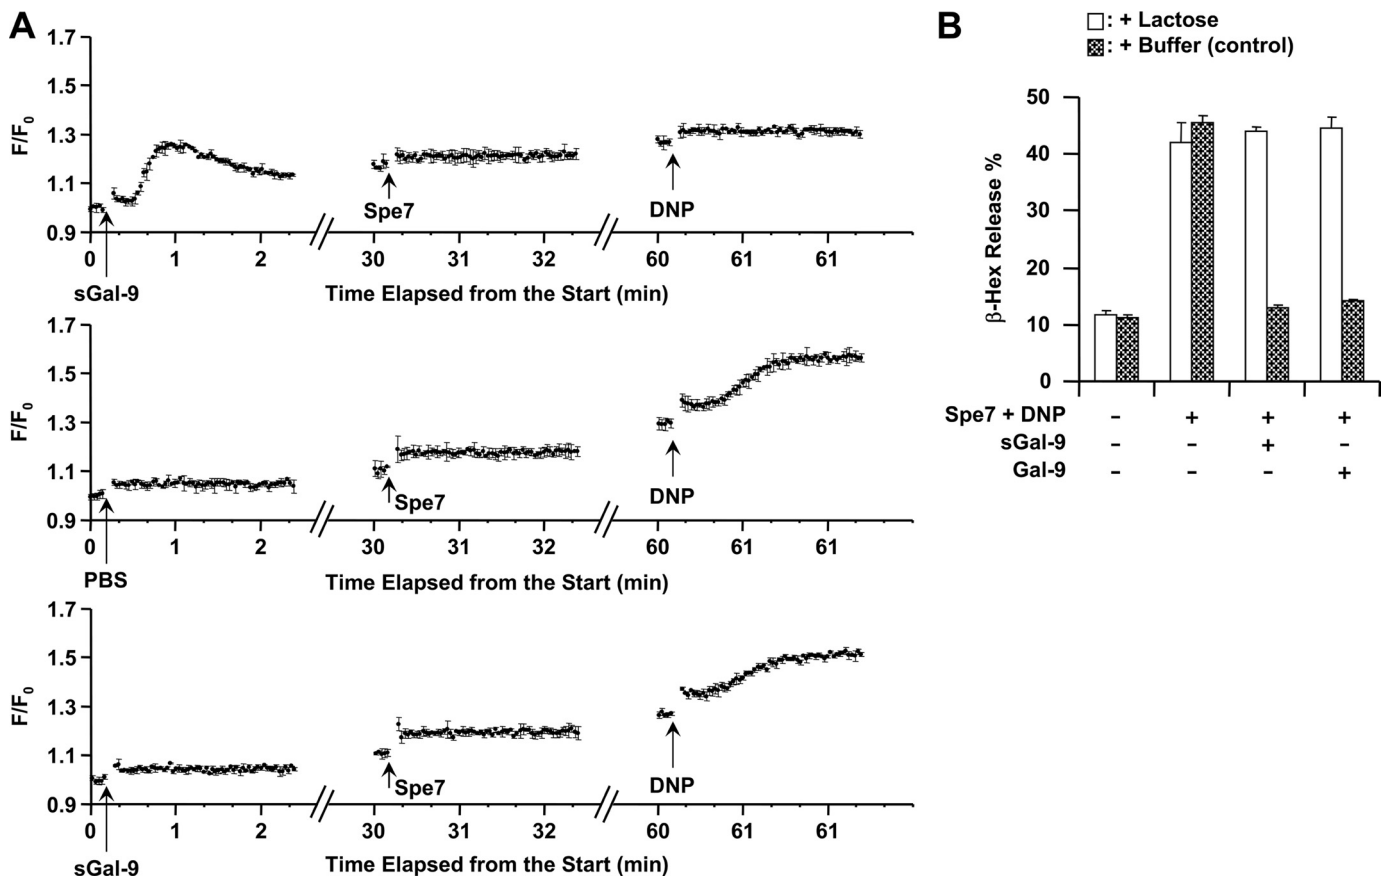 A
1.7
1.5
1.3
1.1
0.9
F/F0
0 1 2 30 31 32 60 61 61
sGal-9
Spe7
DNP
Time Elapsed from the Start (min)
1.7
1.5
1.3
1.1
0.9
F/F0
0 1 2 30 31 32 60 61 61
PBS
Spe7
DNP
Time Elapsed from the Start (min)
1.7
1.5
1.3
1.1
0.9
F/F0
0 1 2 30 31 32 60 61 61
sGal-9
Spe7
DNP
Time Elapsed from the Start (min)
B
: + Lactose
: + Buffer (control)
50
40
30
20
10
0
β-Hex Release %
Spe7 + DNP – + + +
sGal-9 – – + –
Gal-9 – – – +